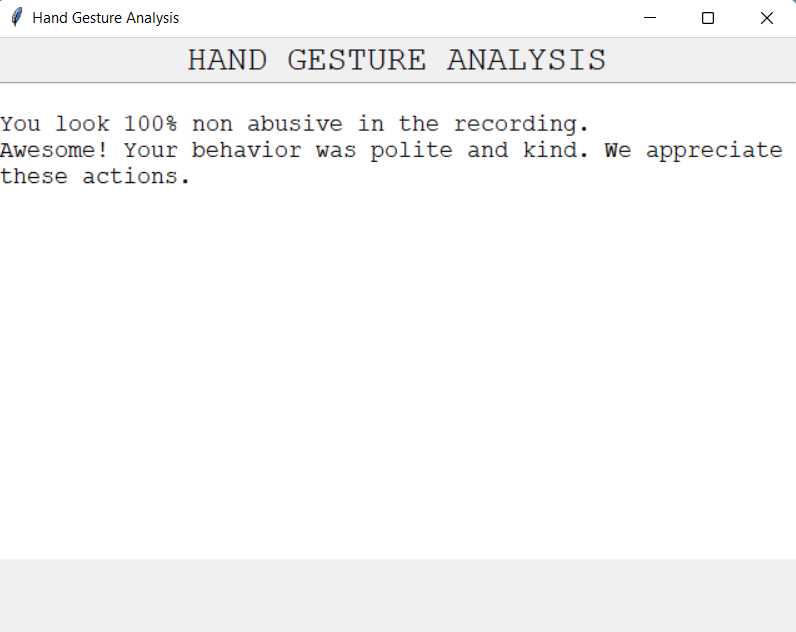 Hand Gesture Analysis
HAND GESTURE ANALYSIS
You look 100% non abusive in the recording.
Awesome! Your behavior was polite and kind. We appreciate
these actions.